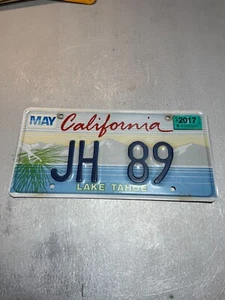 MAY California 2017
JH 89
LAKE TAHOE